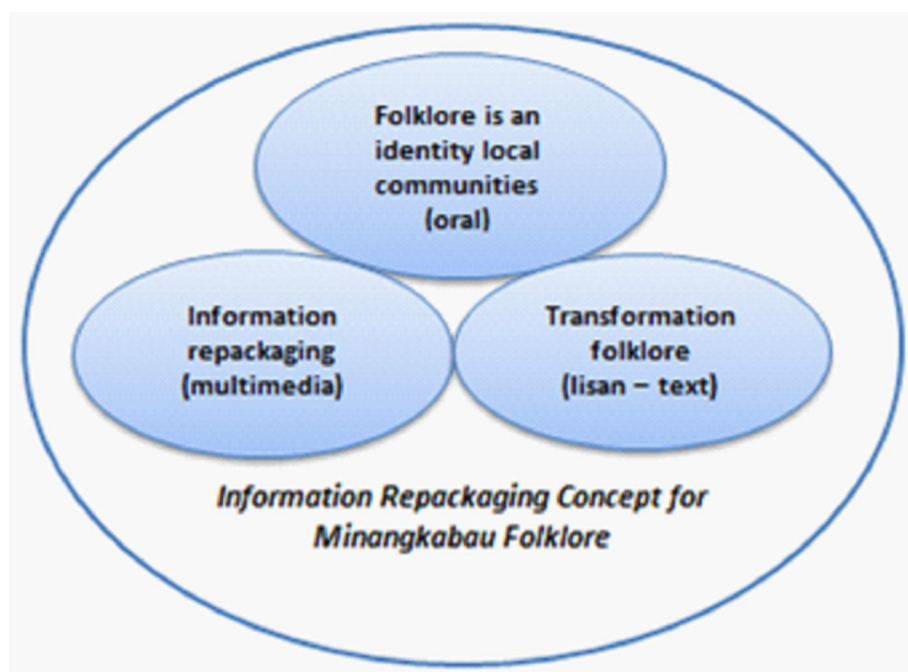 Folklore is an
identity local
communities
(oral)
Information
repackaging
(multimedia)
Transformation
folklore
(lisan – text)
Information Repackaging Concept for
Minangkabau Folklore